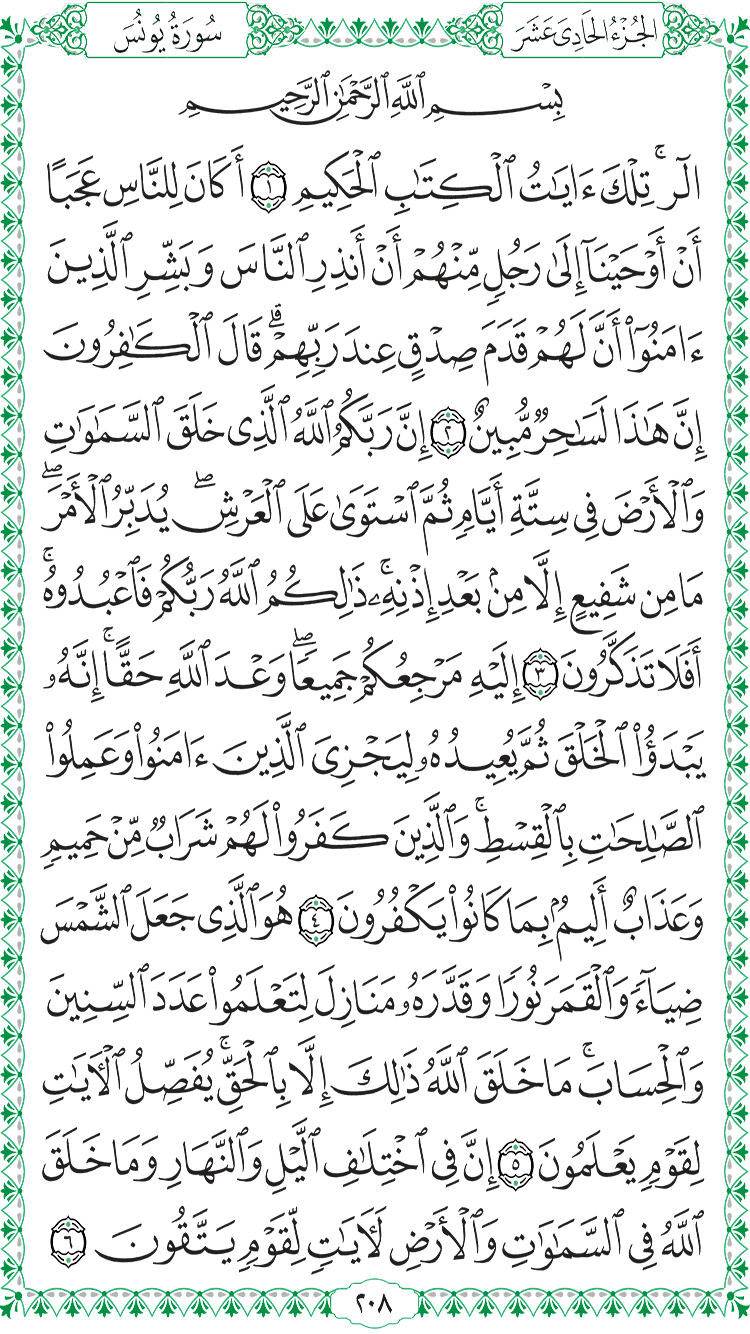 الجُزْءُ الحَادِي عَشَرَ
سُورَةُ يُونُسَ
بِسْمِ ٱللَّهِ ٱلرَّحْمَٰنِ ٱلرَّحِيمِ
الٓرۚ تِلْكَ ءَايَٰتُ ٱلْكِتَٰبِ ٱلْحَكِيمِ ١ أَكَانَ لِلنَّاسِ عَجَبًا
أَنْ أَوْحَيْنَآ إِلَىٰ رَجُلٍ مِّنْهُمْ أَنْ أَنذِرِ ٱلنَّاسَ وَبَشِّرِ ٱلَّذِينَ
ءَامَنُوٓا۟ أَنَّ لَهُمْ قَدَمَ صِدْقٍ عِندَ رَبِّهِمْۗ قَالَ ٱلْكَٰفِرُونَ
إِنَّ هَٰذَا لَسَٰحِرٌ مُّبِينٌ ٢ إِنَّ رَبَّكُمُ ٱللَّهُ ٱلَّذِى خَلَقَ ٱلسَّمَٰوَٰتِ
وَٱلْأَرْضَ فِى سِتَّةِ أَيَّامٍ ثُمَّ ٱسْتَوَىٰ عَلَى ٱلْعَرْشِۖ يُدَبِّرُ ٱلْأَمْرَۖ
مَا مِن شَفِيعٍ إِلَّا مِنۢ بَعْدِ إِذْنِهِۦۚ ذَٰلِكُمُ ٱللَّهُ رَبُّكُمْ فَٱعْبُدُوهُۚ
أَفَلَا تَذَكَّرُونَ ٣ إِلَيْهِ مَرْجِعُكُمْ جَمِيعًاۖ وَعْدَ ٱللَّهِ حَقًّاۚ إِنَّهُۥ
يَبْدَؤُا۟ ٱلْخَلْقَ ثُمَّ يُعِيدُهُۥ لِيَجْزِىَ ٱلَّذِينَ ءَامَنُوا۟ وَعَمِلُوا۟
ٱلصَّٰلِحَٰتِ بِٱلْقِسْطِۚ وَٱلَّذِينَ كَفَرُوا۟ لَهُمْ شَرَابٌ مِّنْ حَمِيمٍ
وَعَذَابٌ أَلِيمٌۢ بِمَا كَانُوا۟ يَكْفُرُونَ ٤ هُوَ ٱلَّذِى جَعَلَ ٱلشَّمْسَ
ضِيَآءً وَٱلْقَمَرَ نُورًا وَقَدَّرَهُۥ مَنَازِلَ لِتَعْلَمُوا۟ عَدَدَ ٱلسِّنِينَ
وَٱلْحِسَابَۚ مَا خَلَقَ ٱللَّهُ ذَٰلِكَ إِلَّا بِٱلْحَقِّۚ يُفَصِّلُ ٱلْءَايَٰتِ
لِقَوْمٍ يَعْلَمُونَ ٥ إِنَّ فِى ٱخْتِلَٰفِ ٱلَّيْلِ وَٱلنَّهَارِ وَمَا خَلَقَ
ٱللَّهُ فِى ٱلسَّمَٰوَٰتِ وَٱلْأَرْضِ لَءَايَٰتٍ لِّقَوْمٍ يَتَّقُونَ ٦
٢٠٨